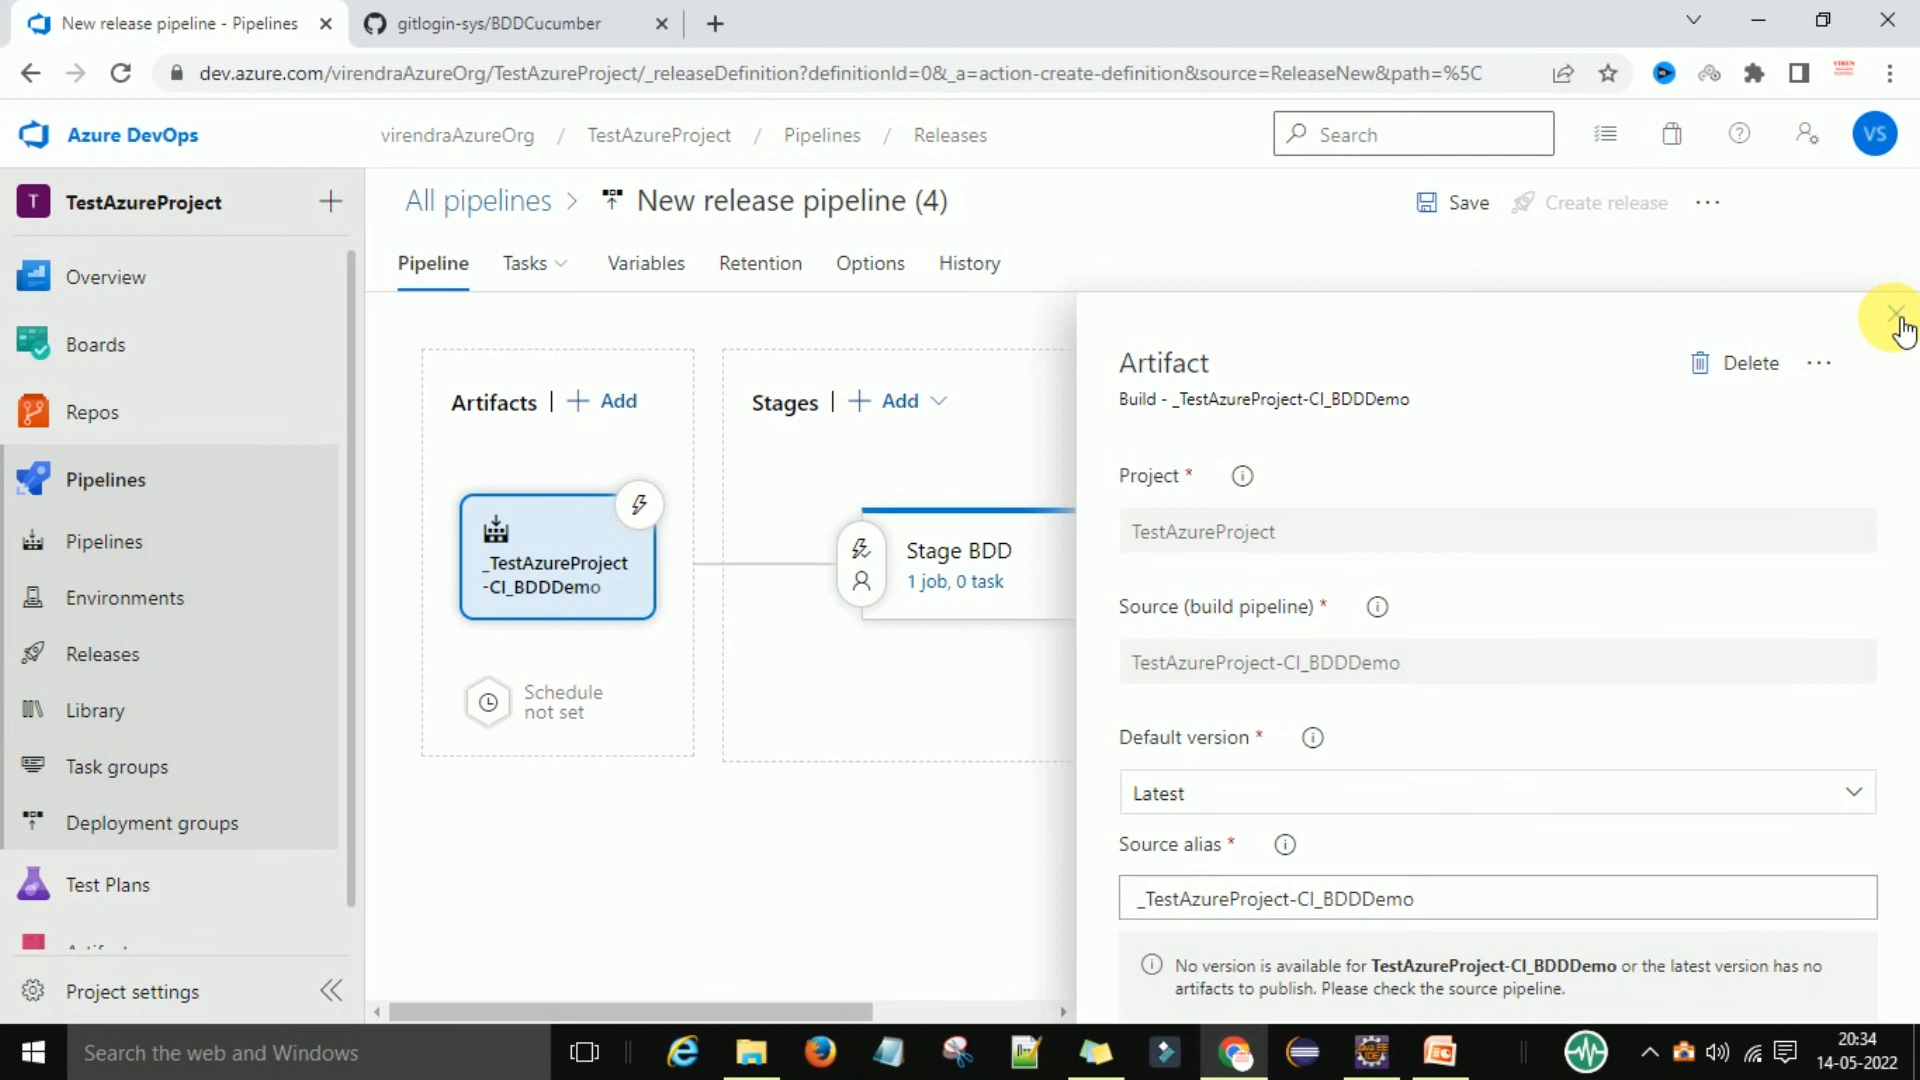 New release pipeline - Pipelines
gitlogin-sys/BDDCucumber
dev.azure.com/virendraAzureOrg/TestAzureProject/_releaseDefinition?definitionId=0&_a=action-create-definition&source=ReleaseNew&path=%5C
Azure DevOps
virendraAzureOrg / TestAzureProject / Pipelines / Releases
Search
VS
T TestAzureProject
All pipelines > New release pipeline (4)
Save
Create release
Pipeline
Tasks
Variables
Retention
Options
History
Overview
Boards
Repos
Pipelines
Pipelines
Environments
Releases
Library
Task groups
Deployment groups
Test Plans
Project settings
Artifacts | + Add
Stages | + Add
_TestAzureProject
-CI_BDDDemo
Schedule
not set
Stage BDD
1 job, 0 task
Artifact
Delete
Build - _TestAzureProject-CI_BDDDemo
Project *
TestAzureProject
Source (build pipeline) *
TestAzureProject-CI_BDDDemo
Default version *
Latest
Source alias *
_TestAzureProject-CI_BDDDemo
No version is available for TestAzureProject-CI_BDDDemo or the latest version has no
artifacts to publish. Please check the source pipeline.
Search the web and Windows
20:34
14-05-2022